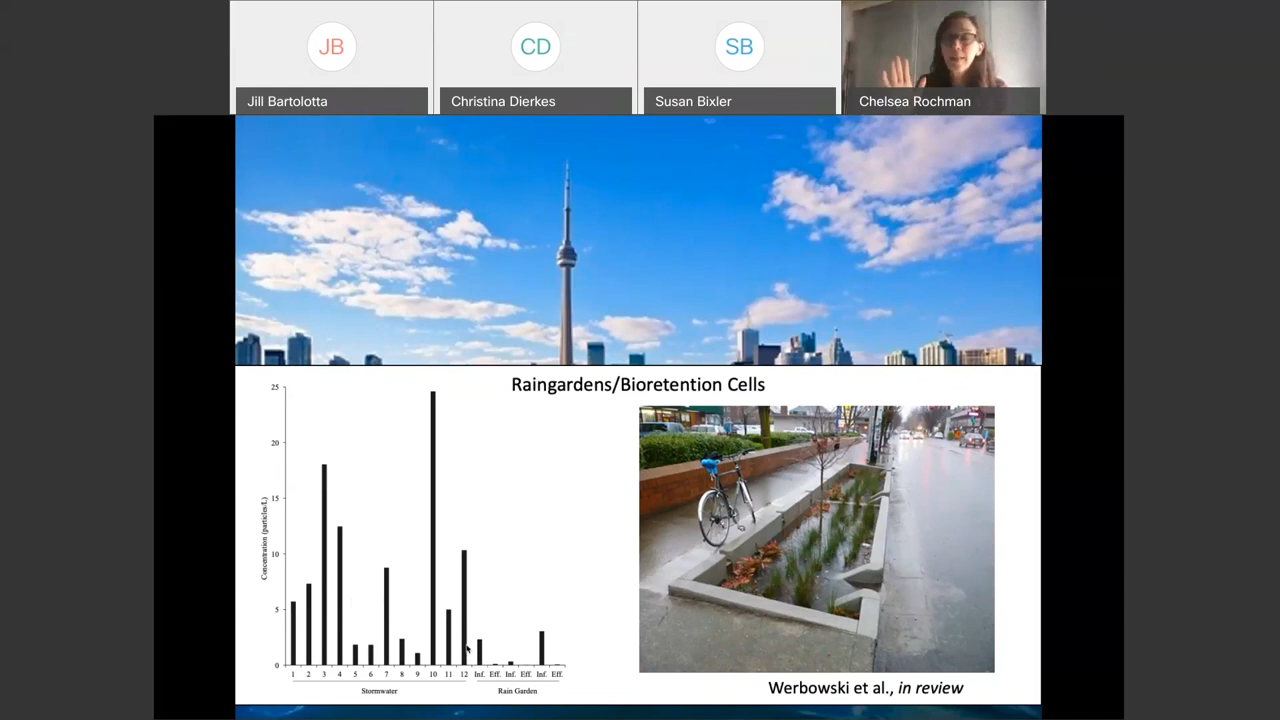 JB
CD
SB
Jill Bartolotta
Christina Dierkes
Susan Bixler
Chelsea Rochman
Raingardens/Bioretention Cells
25
20
15
10
5
0
Concentration (particles/L)
1 2 3 4 5 6 7 8 9 10 11 12 Inf. Eff. Inf. Eff. Inf. Eff.
Stormwater Rain Garden
Werbowski et al., in review